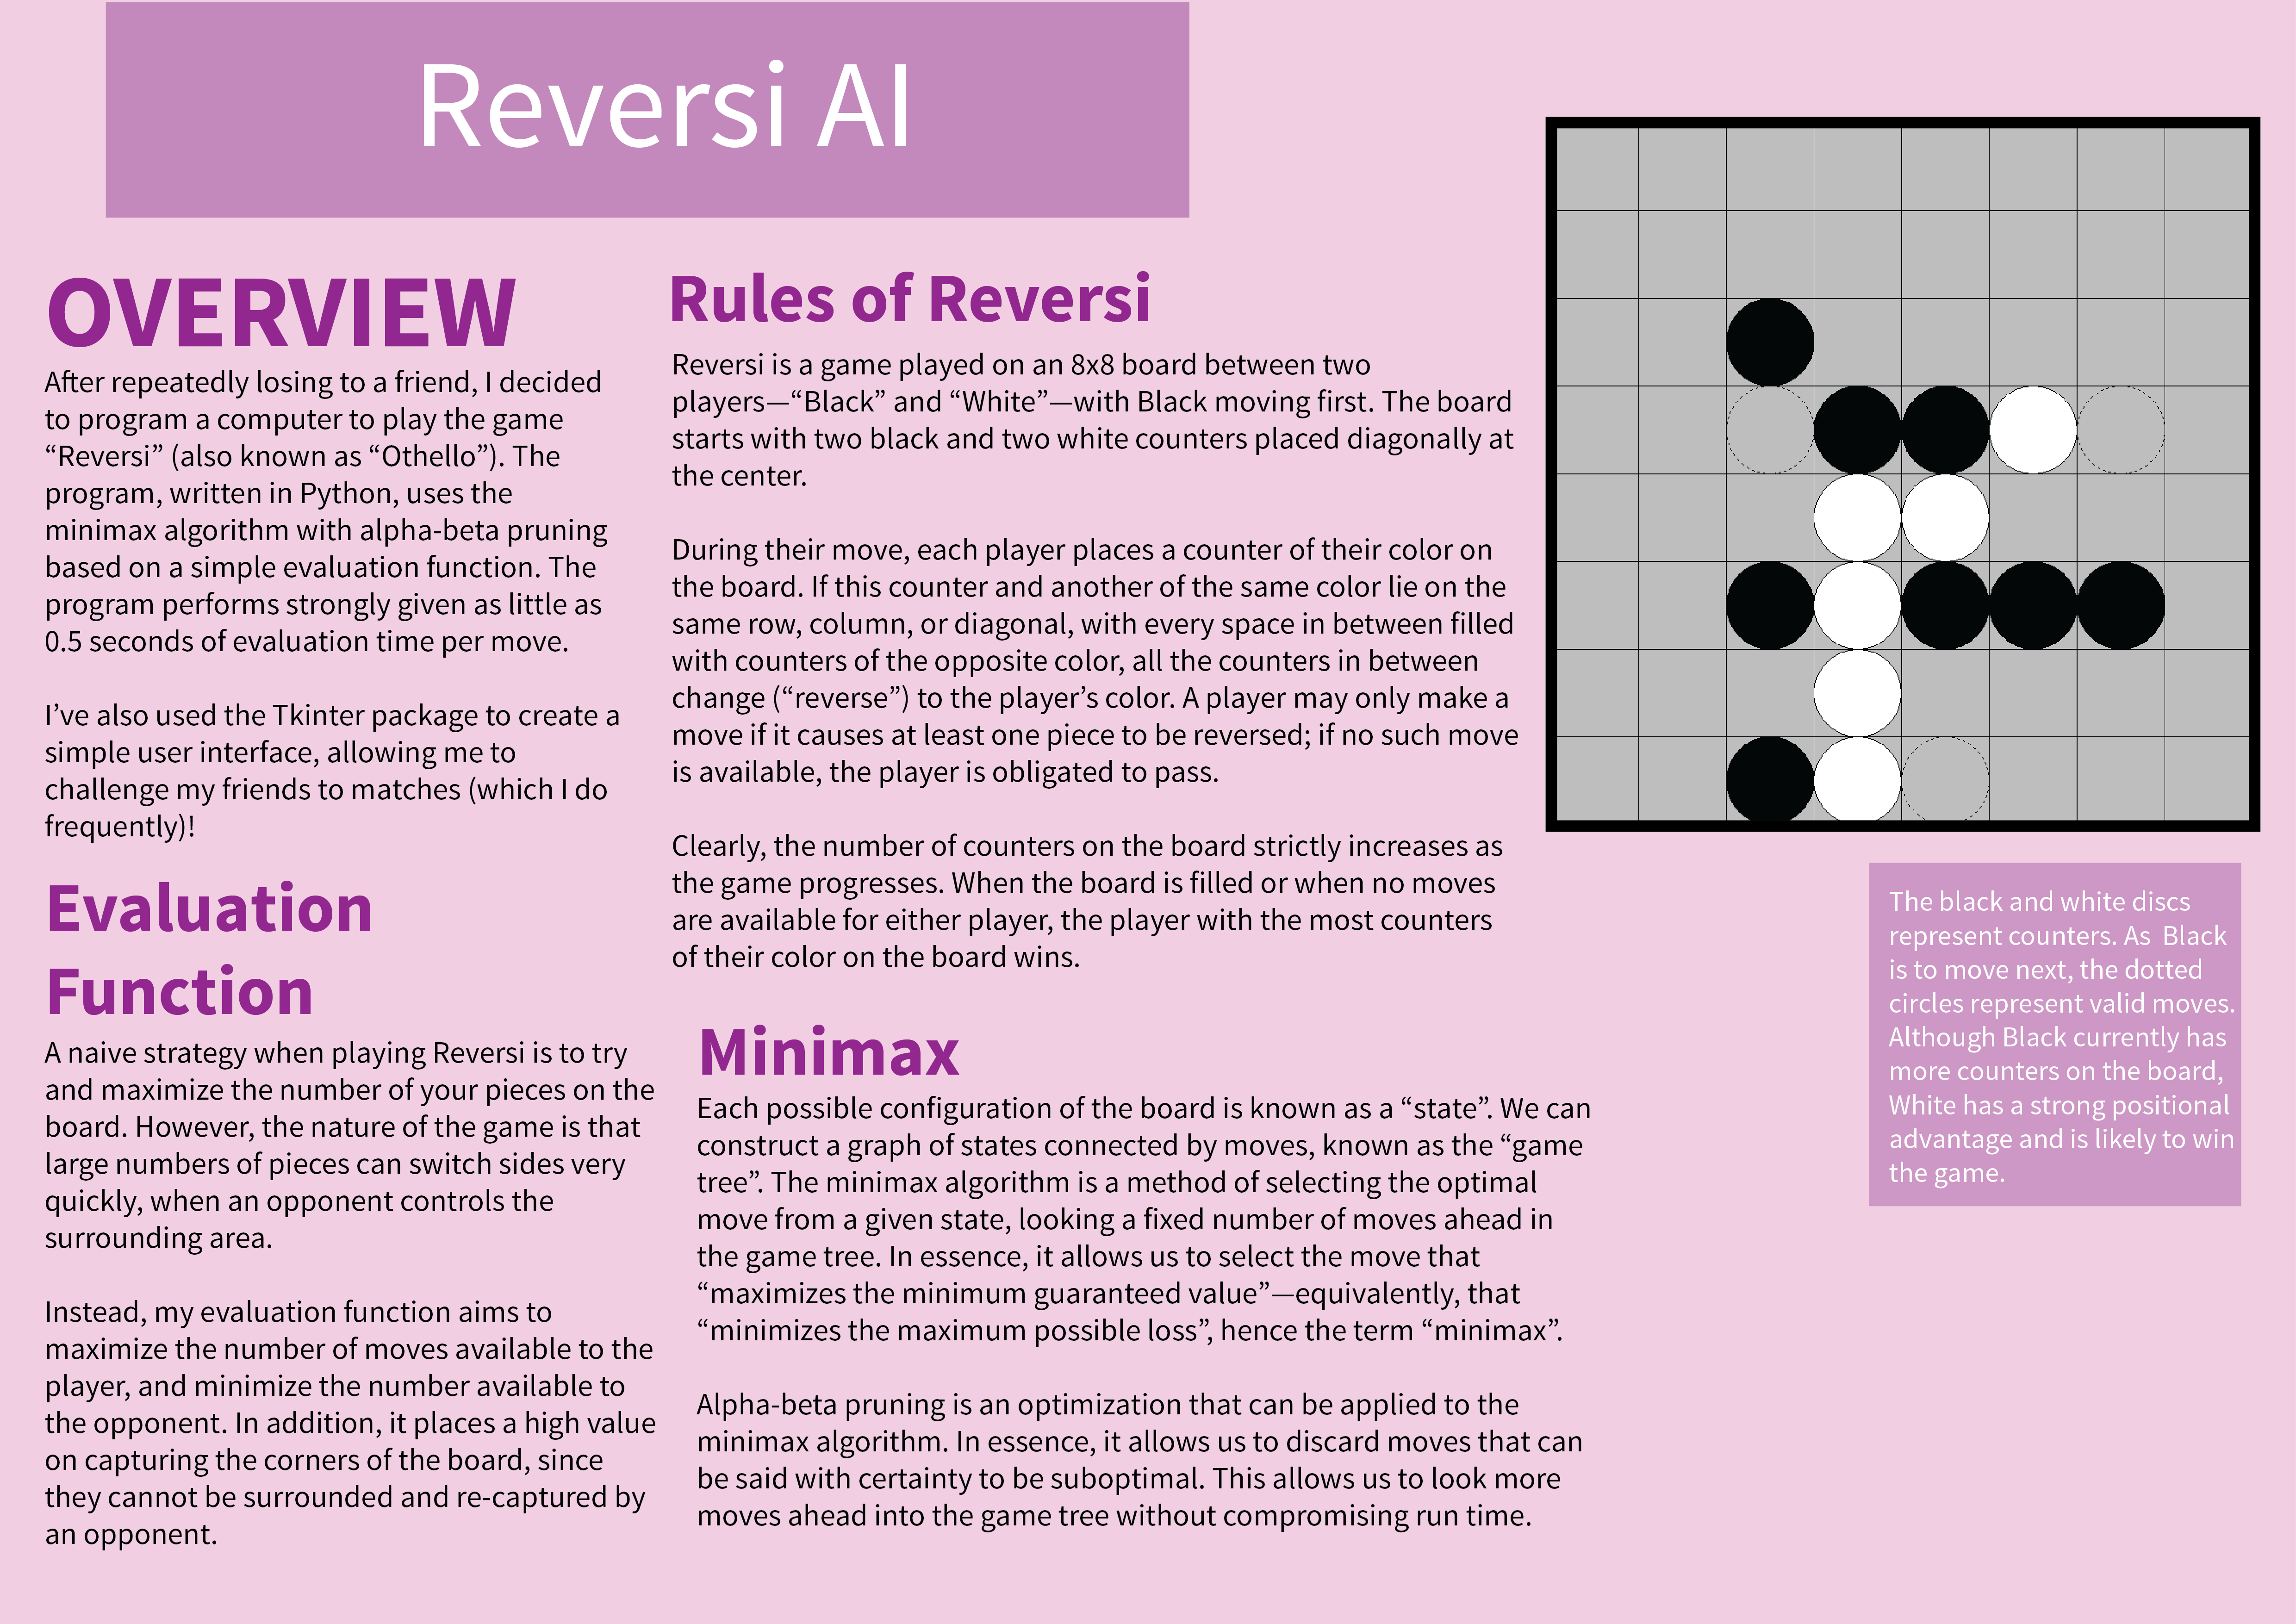 Reversi AI
OVERVIEW
After repeatedly losing to a friend, I decided
to program a computer to play the game
“Reversi” (also known as “Othello”). The
program, written in Python, uses the
minimax algorithm with alpha-beta pruning
based on a simple evaluation function. The
program performs strongly given as little as
0.5 seconds of evaluation time per move.
I’ve also used the Tkinter package to create a
simple user interface, allowing me to
challenge my friends to matches (which I do
frequently)!
Evaluation
Function
A naive strategy when playing Reversi is to try
and maximize the number of your pieces on the
board. However, the nature of the game is that
large numbers of pieces can switch sides very
quickly, when an opponent controls the
surrounding area.
Instead, my evaluation function aims to
maximize the number of moves available to the
player, and minimize the number available to
the opponent. In addition, it places a high value
on capturing the corners of the board, since
they cannot be surrounded and re-captured by
an opponent.
Rules of Reversi
Reversi is a game played on an 8x8 board between two
players—“Black” and “White”—with Black moving first. The board
starts with two black and two white counters placed diagonally at
the center.
During their move, each player places a counter of their color on
the board. If this counter and another of the same color lie on the
same row, column, or diagonal, with every space in between filled
with counters of the opposite color, all the counters in between
change (“reverse”) to the player’s color. A player may only make a
move if it causes at least one piece to be reversed; if no such move
is available, the player is obligated to pass.
Clearly, the number of counters on the board strictly increases as
the game progresses. When the board is filled or when no moves
are available for either player, the player with the most counters
of their color on the board wins.
Minimax
Each possible configuration of the board is known as a “state”. We can
construct a graph of states connected by moves, known as the “game
tree”. The minimax algorithm is a method of selecting the optimal
move from a given state, looking a fixed number of moves ahead in
the game tree. In essence, it allows us to select the move that
“maximizes the minimum guaranteed value”—equivalently, that
“minimizes the maximum possible loss”, hence the term “minimax”.
Alpha-beta pruning is an optimization that can be applied to the
minimax algorithm. In essence, it allows us to discard moves that can
be said with certainty to be suboptimal. This allows us to look more
moves ahead into the game tree without compromising run time.
The black and white discs
represent counters. As  Black
is to move next, the dotted
circles represent valid moves.
Although Black currently has
more counters on the board,
White has a strong positional
advantage and is likely to win
the game.